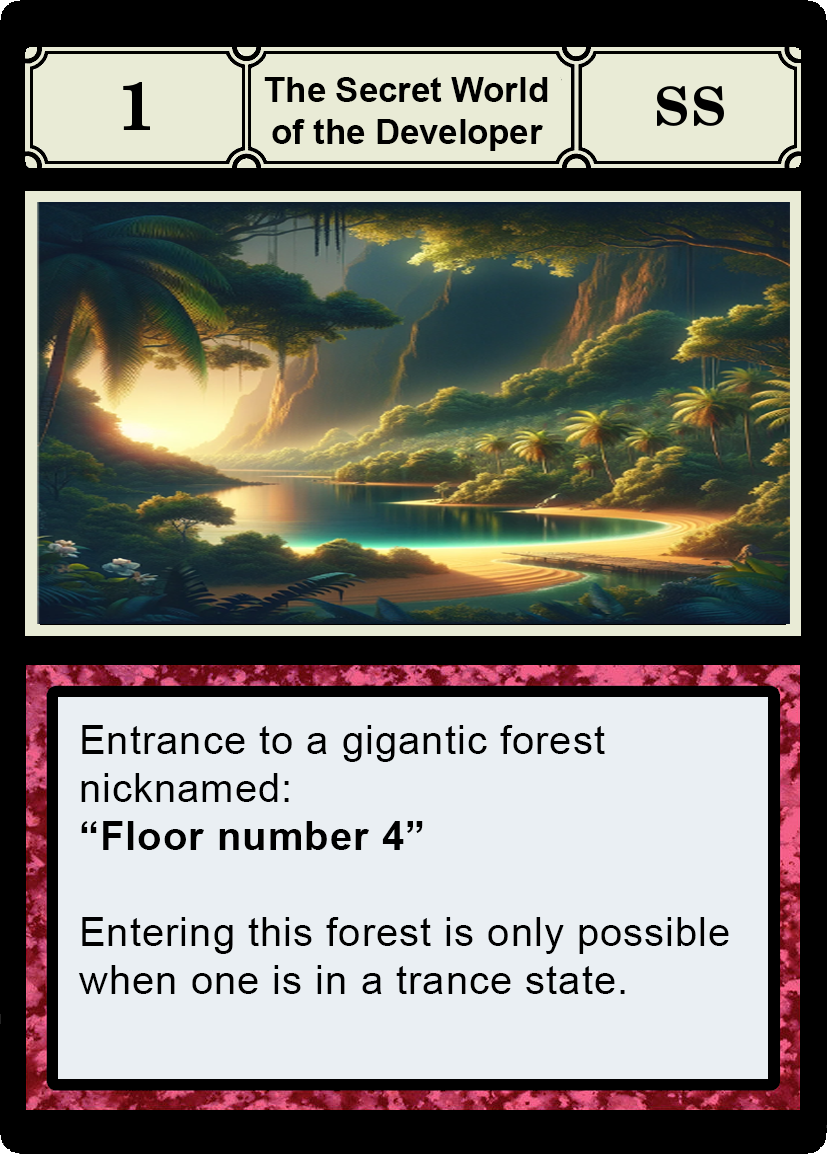 1
The Secret World
of the Developer
SS
Entrance to a gigantic forest
nicknamed:
“Floor number 4”
Entering this forest is only possible
when one is in a trance state.